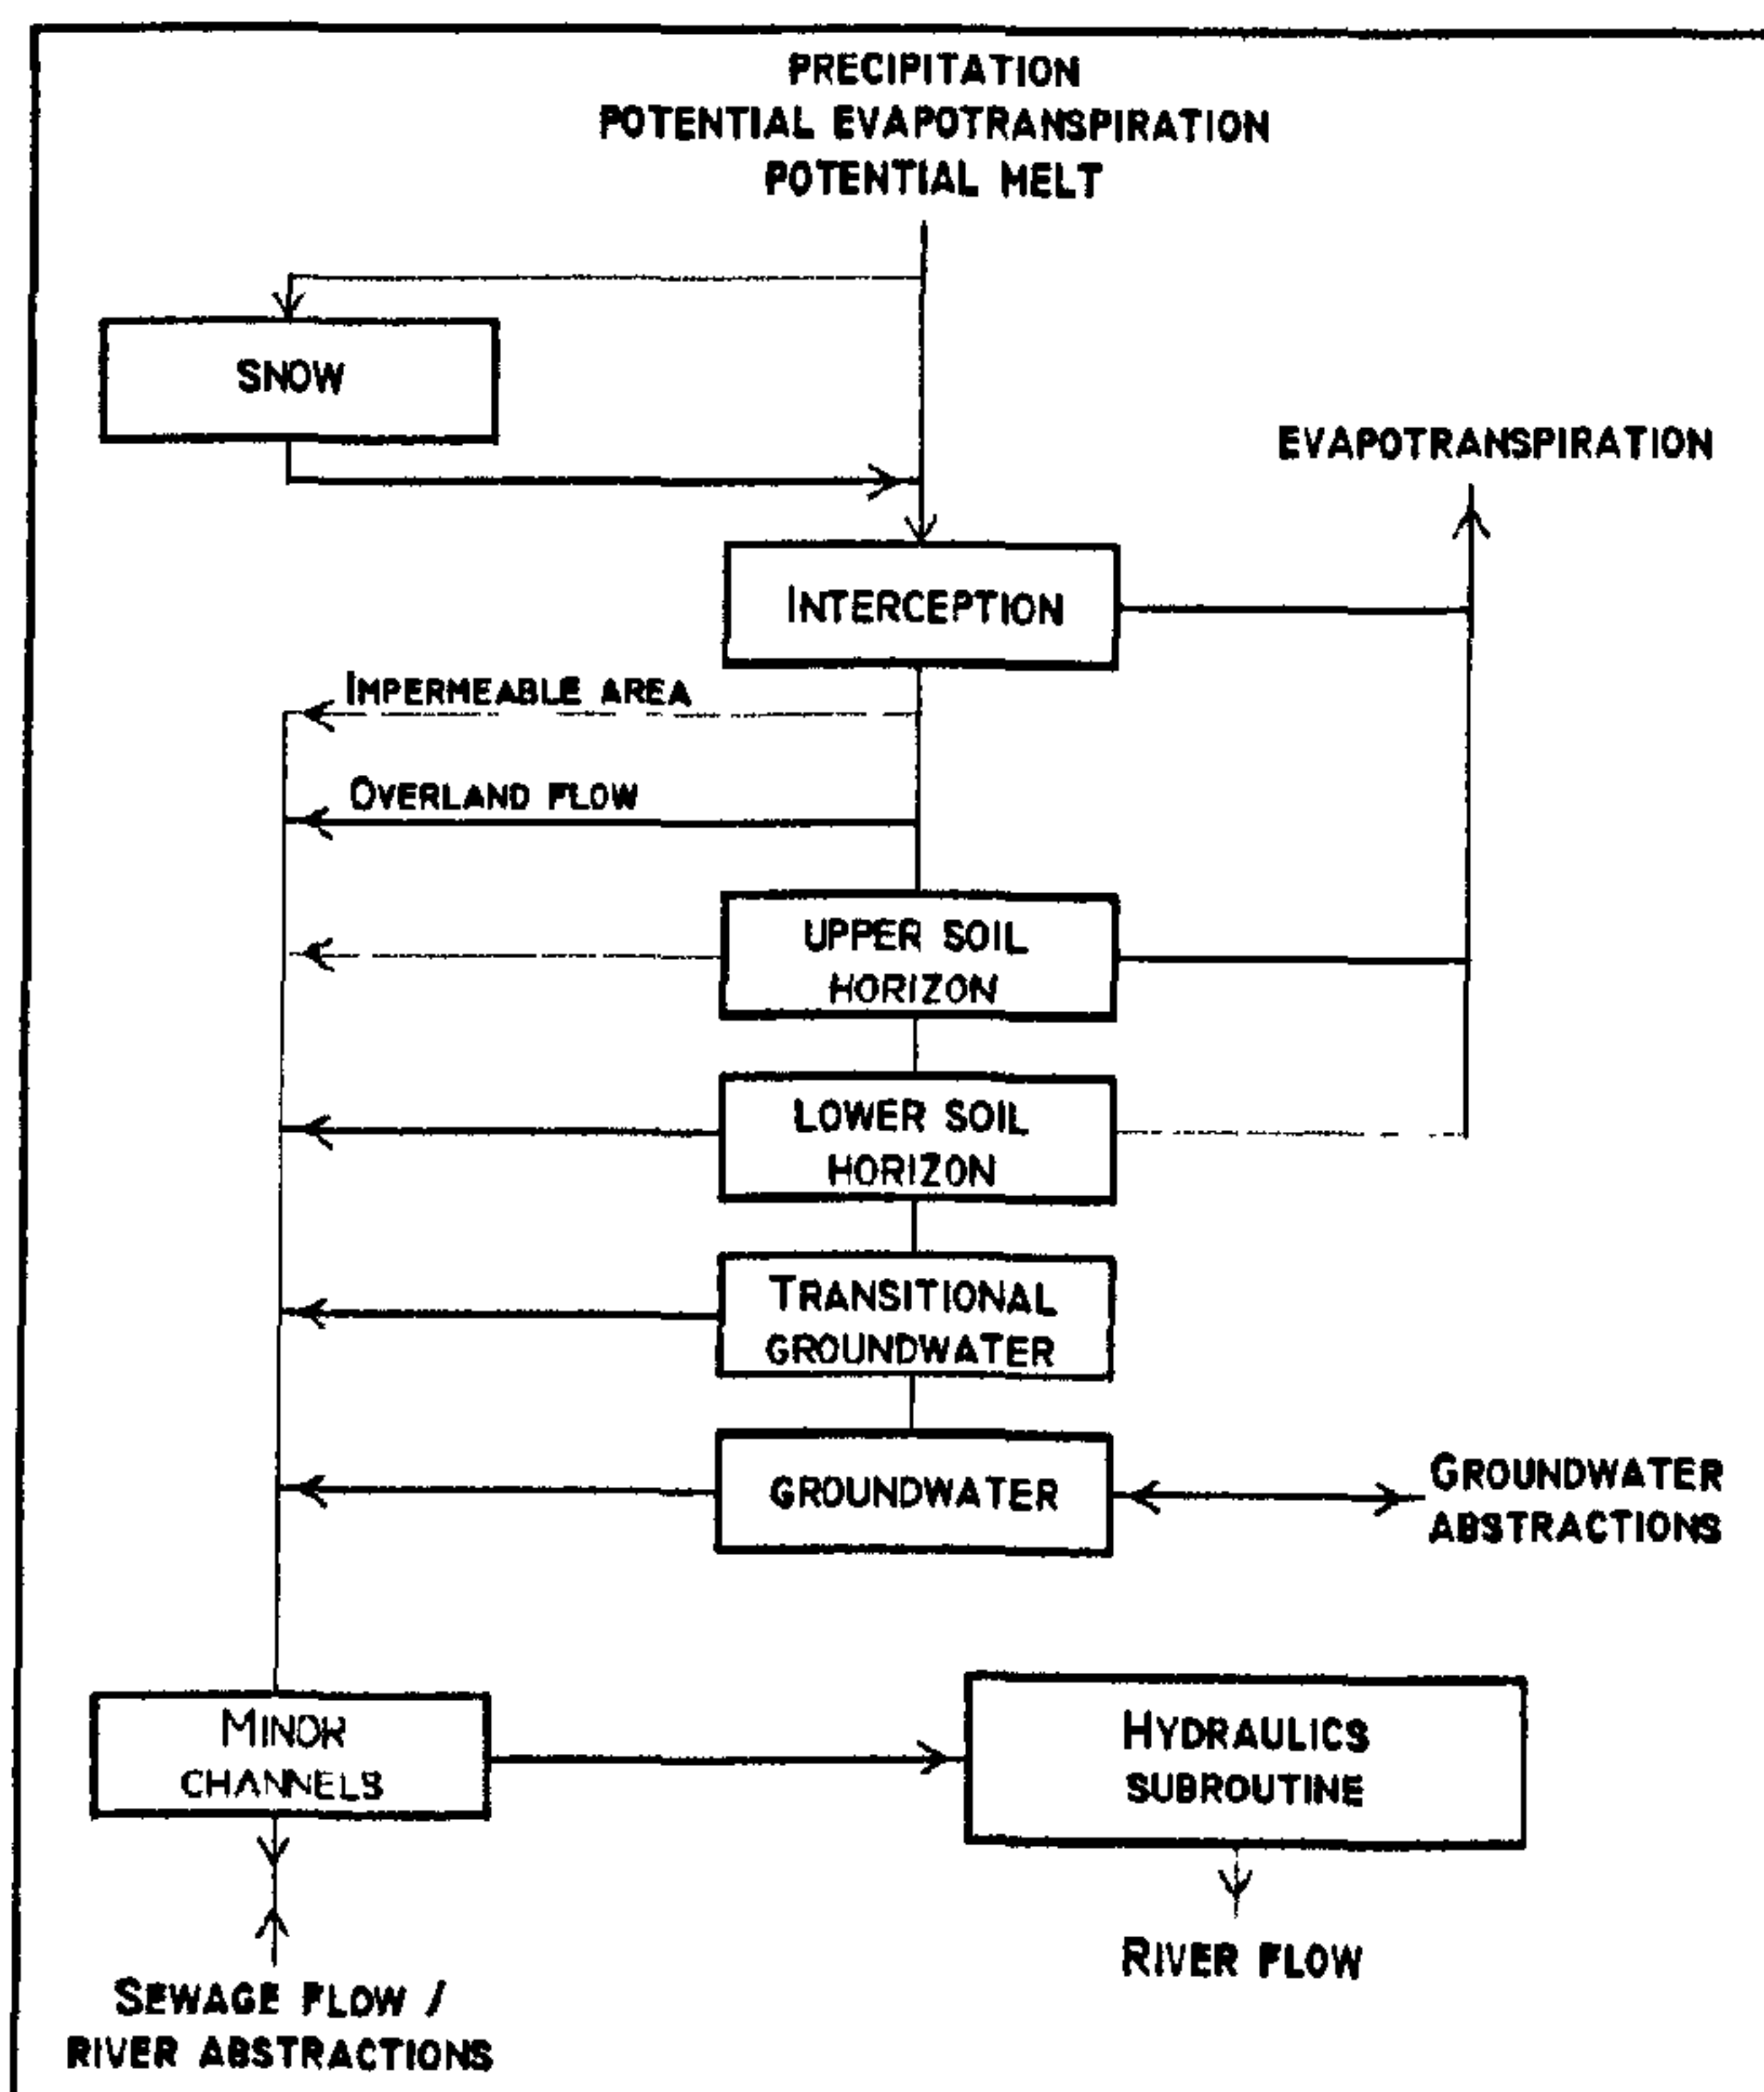 PRECIPITATION
POTENTIAL EVAPOTRANSPIRATION
POTENTIAL MELT
SNOW
EVAPOTRANSPIRATION
INTERCEPTION
IMPERMEABLE AREA
OVERLAND FLOW
UPPER SOIL
HORIZON
LOWER SOIL
HORIZON
TRANSITIONAL
GROUNDWATER
GROUNDWATER
GROUNDWATER
ABSTRACTIONS
MINOR
CHANNELS
HYDRAULICS
SUBROUTINE
RIVER FLOW
SEWAGE FLOW /
RIVER ABSTRACTIONS